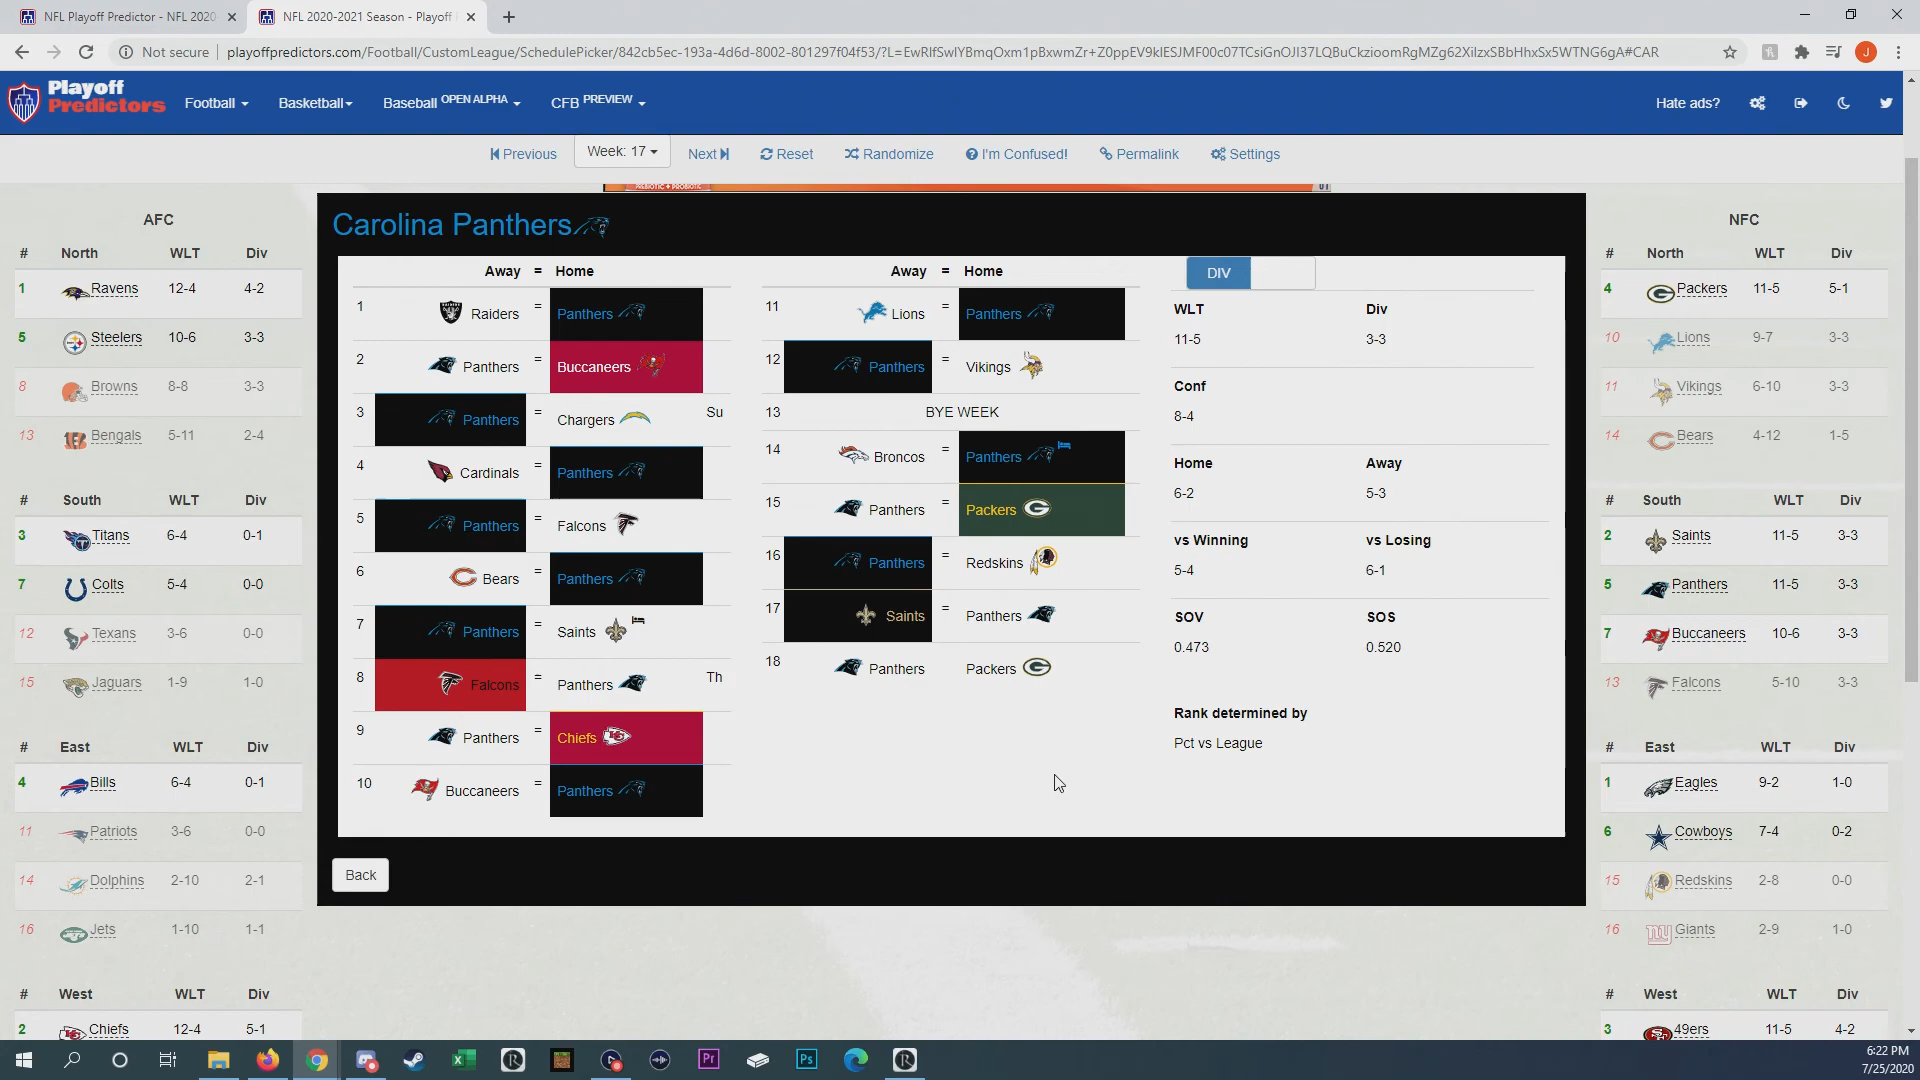 NFL Playoff Predictor - NFL 2020
NFL 2020-2021 Season - Playoff
Not secure
playoffpredictors.com/Football/CustomLeague/SchedulePicker/842cb5ec-193a-4d6d-8002-801297f04f53/?L=EwRIfSwIYBmqOxm1pBxwmZr+Z0ppEV9kIESJMF00c07TCsiGnOJI37LQBuCkzioomRgMZg62XiIzxSBbHhxSx5WTNG6gA#CAR
Playoff Predictors
Football
Basketball
Baseball OPEN ALPHA
CFB PREVIEW
Hate ads?
Previous
Week: 17
Next
Reset
Randomize
I'm Confused!
Permalink
Settings
PREBIOTIC + PROBIOTIC
AFC
# North WLT Div
1 Ravens 12-4 4-2
5 Steelers 10-6 3-3
8 Browns 8-8 3-3
13 Bengals 5-11 2-4
# South WLT Div
3 Titans 6-4 0-1
7 Colts 5-4 0-0
12 Texans 3-6 0-0
15 Jaguars 1-9 1-0
# East WLT Div
4 Bills 6-4 0-1
11 Patriots 3-6 0-0
14 Dolphins 2-10 2-1
16 Jets 1-10 1-1
# West WLT Div
2 Chiefs 12-4 5-1
Carolina Panthers
Away = Home
1 Raiders = Panthers
2 Panthers = Buccaneers
3 Panthers = Chargers Su
4 Cardinals = Panthers
5 Panthers = Falcons
6 Bears = Panthers
7 Panthers = Saints
8 Falcons = Panthers Th
9 Panthers = Chiefs
10 Buccaneers = Panthers
Away = Home
11 Lions = Panthers
12 Panthers = Vikings
13 BYE WEEK
14 Broncos = Panthers
15 Panthers = Packers
16 Panthers = Redskins
17 Saints = Panthers
18 Panthers Packers
DIV
WLT Div
11-5 3-3
Conf
8-4
Home Away
6-2 5-3
vs Winning vs Losing
5-4 6-1
SOV SOS
0.473 0.520
Rank determined by
Pct vs League
Back
NFC
# North WLT Div
4 Packers 11-5 5-1
10 Lions 9-7 3-3
11 Vikings 6-10 3-3
14 Bears 4-12 1-5
# South WLT Div
2 Saints 11-5 3-3
5 Panthers 11-5 3-3
7 Buccaneers 10-6 3-3
13 Falcons 5-10 3-3
# East WLT Div
1 Eagles 9-2 1-0
6 Cowboys 7-4 0-2
15 Redskins 2-8 0-0
16 Giants 2-9 1-0
# West WLT Div
3 49ers 11-5 4-2
6:22 PM
7/25/2020